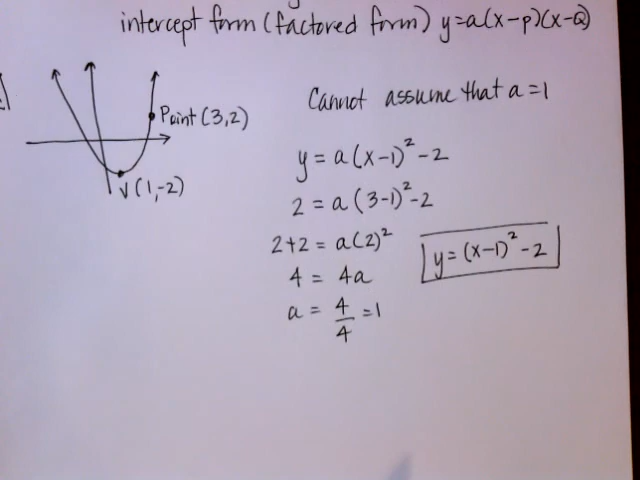 intercept form (factored form) y=a(x-p)(x-Q)
Cannot assume that a=1
Point (3,2)
V(1,-2)
y = a(x-1)² -2
2 = a(3-1)² -2
2+2 = a(2)²
4 = 4a
a = 4/4 = 1
y = (x-1)² -2